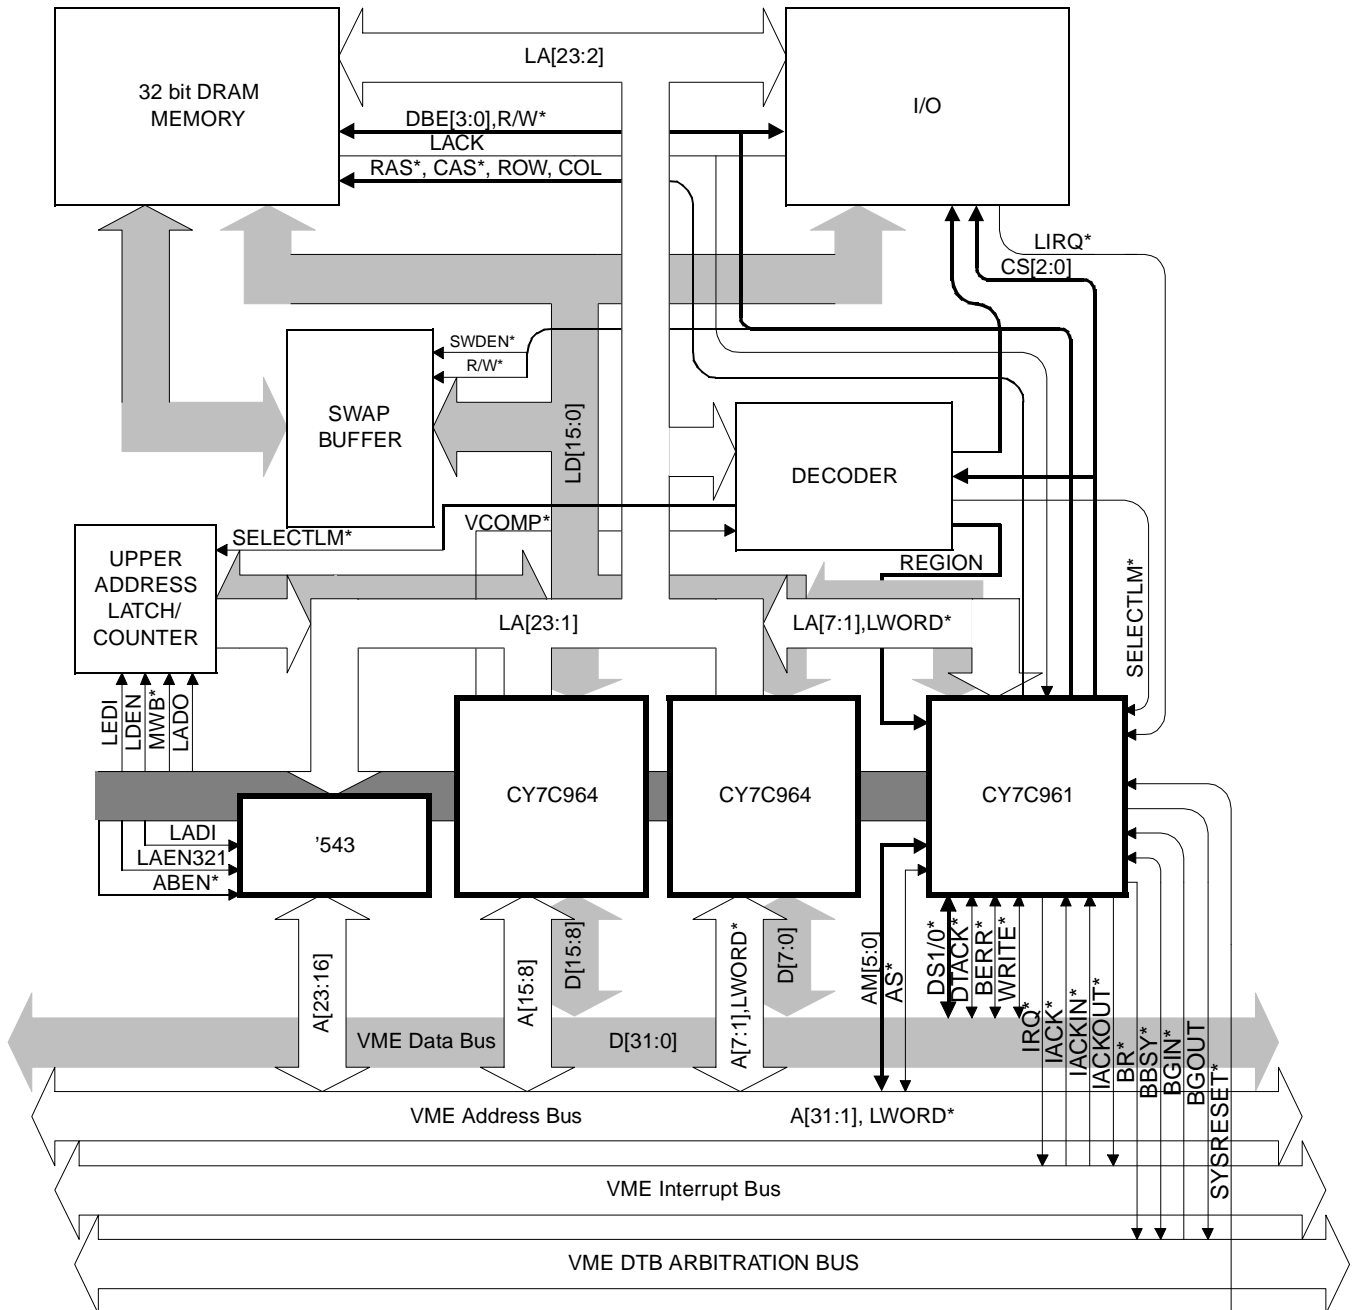 LA[23:2]
32 bit DRAM
MEMORY
I/O
DBE[3:0],R/W*
LACK
RAS*, CAS*, ROW, COL
LIRQ*
CS[2:0]
SWDEN*
R/W*
SWAP
BUFFER
LD[15:0]
DECODER
SELECTLM*
VCOMP*
REGION
SELECTLM*
UPPER
ADDRESS
LATCH/
COUNTER
LA[23:1]
LA[7:1],LWORD*
LEDI
LDEN
MWB*
LADO
CY7C964
CY7C964
CY7C961
'543
LADI
LAEN321
ABEN*
A[23:16]
A[15:8]
D[15:8]
A[7:1],LWORD*
D[7:0]
AM[5:0]
AS*
DS1/0*
DTACK*
BERR*
WRITE*
IRQ*
IACK*
IACKIN*
IACKOUT*
BR*
BBSY*
BGIN*
BGOUT
SYSRESET*
VME Data Bus
D[31:0]
VME Address Bus
A[31:1], LWORD*
VME Interrupt Bus
VME DTB ARBITRATION BUS